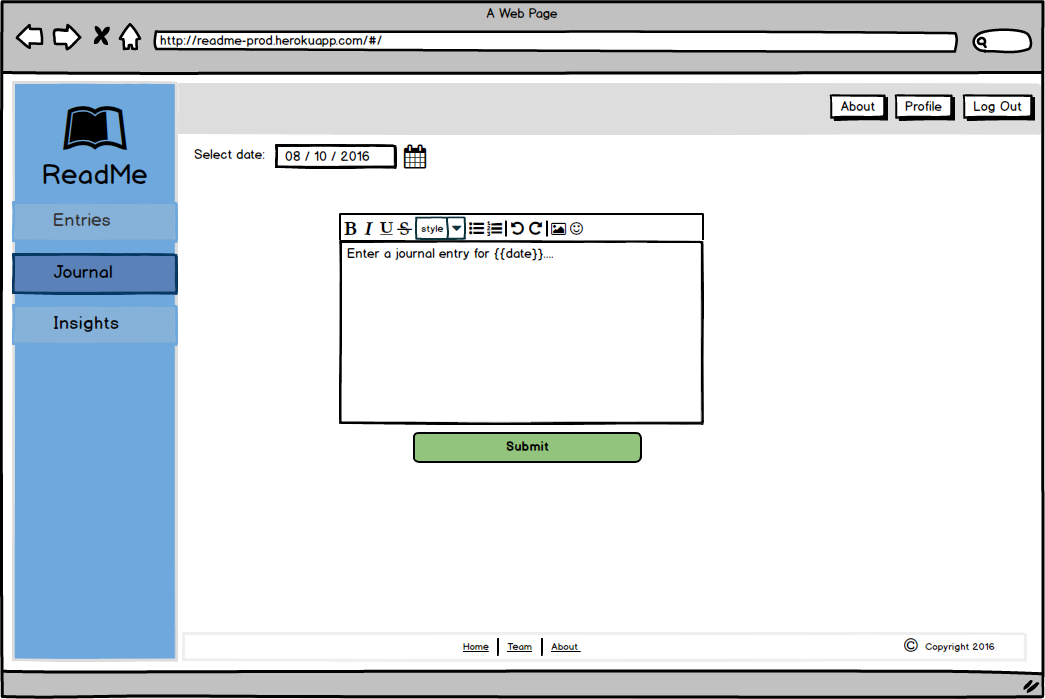 A Web Page
http://readme-prod.herokuapp.com/#/
About Profile Log Out
ReadMe
Entries
Journal
Insights
Select date: 08 / 10 / 2016
B I U S style
Enter a journal entry for {{date}}....
Submit
Home Team About
© Copyright 2016